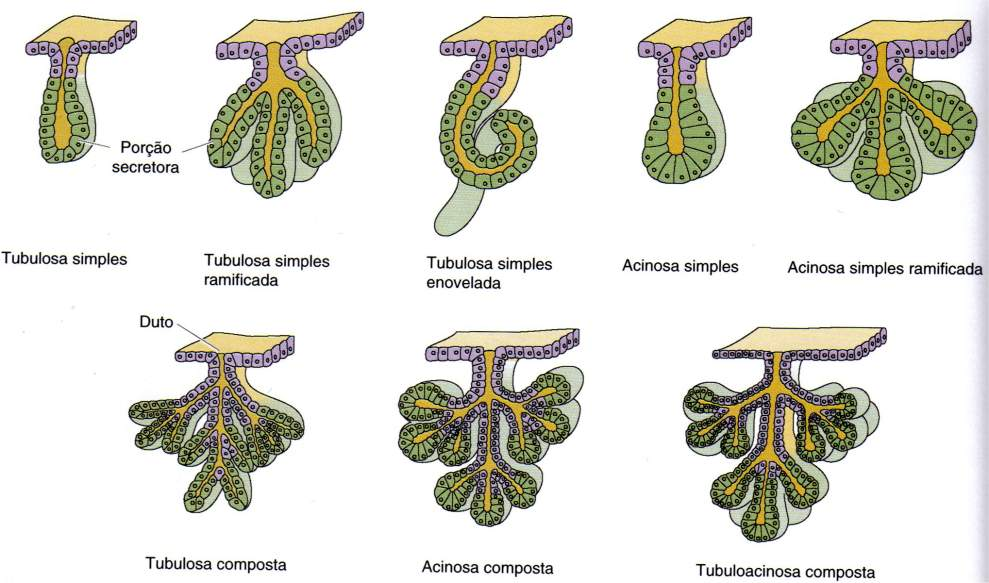 Porção
secretora
Tubulosa simples
Tubulosa simples
ramificada
Tubulosa simples
enovelada
Acinosa simples
Acinosa simples ramificada
Duto
Tubulosa composta
Acinosa composta
Tubuloacinosa composta